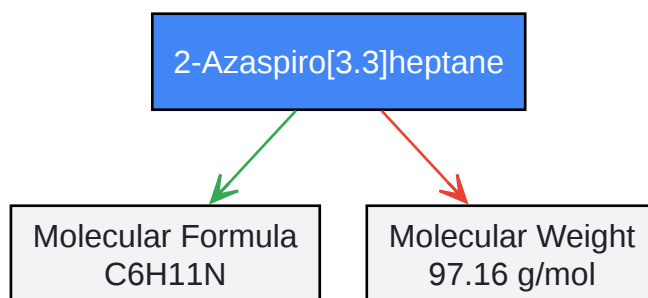 2-Azaspiro[3.3]heptane
Molecular Formula
C6H11N
Molecular Weight
97.16 g/mol